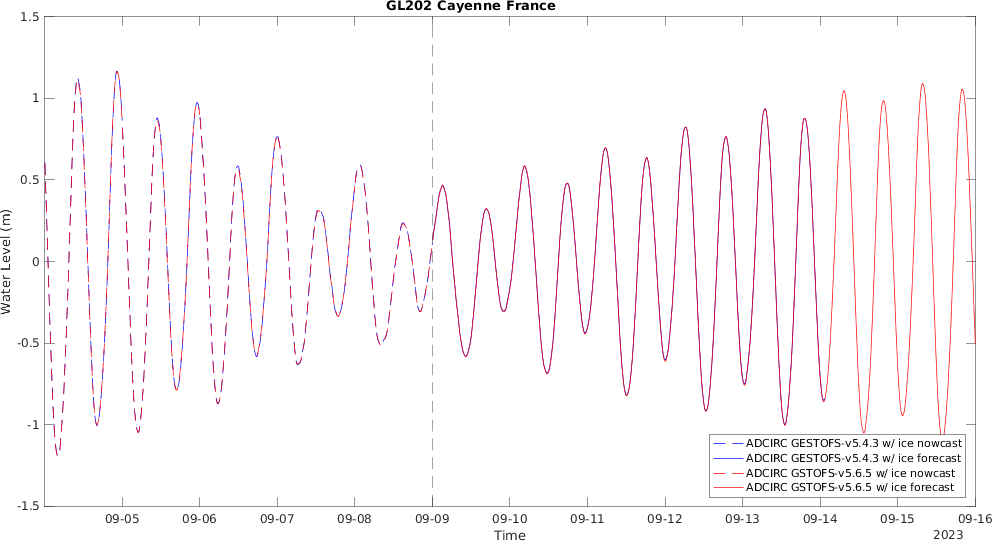 GL202 Cayenne France
1.5
1
0.5
0
-0.5
-1
-1.5
Water Level (m)
09-05 09-06 09-07 09-08 09-09 09-10 09-11 09-12 09-13 09-14 09-15 09-16
Time
2023
ADCIRC GESTOFS-v5.4.3 w/ ice nowcast
ADCIRC GESTOFS-v5.4.3 w/ ice forecast
ADCIRC GSTOFS-v5.6.5 w/ ice nowcast
ADCIRC GSTOFS-v5.6.5 w/ ice forecast